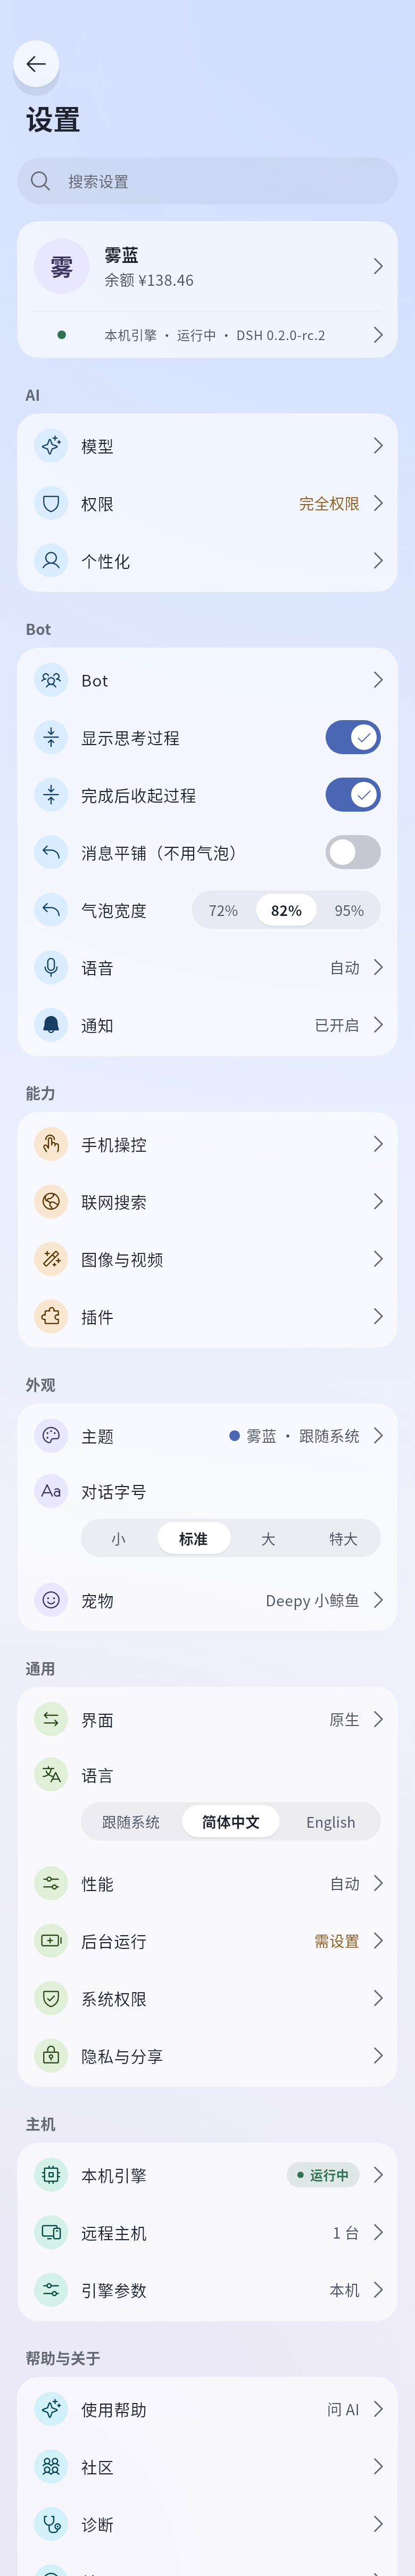 设置
搜索设置
雾
雾蓝
余额 ¥138.46
本机引擎 · 运行中 · DSH 0.2.0-rc.2
AI
模型
权限 完全权限
个性化
Bot
Bot
显示思考过程
完成后收起过程
消息平铺（不用气泡）
气泡宽度 72% 82% 95%
语音 自动
通知 已开启
能力
手机操控
联网搜索
图像与视频
插件
外观
主题 雾蓝 · 跟随系统
Aa 对话字号
小 标准 大 特大
宠物 Deepy 小鲸鱼
通用
界面 原生
文A 语言
跟随系统 简体中文 English
性能 自动
后台运行 需设置
系统权限
隐私与分享
主机
本机引擎 运行中
远程主机 1 台
引擎参数 本机
帮助与关于
使用帮助 问 AI
社区
诊断